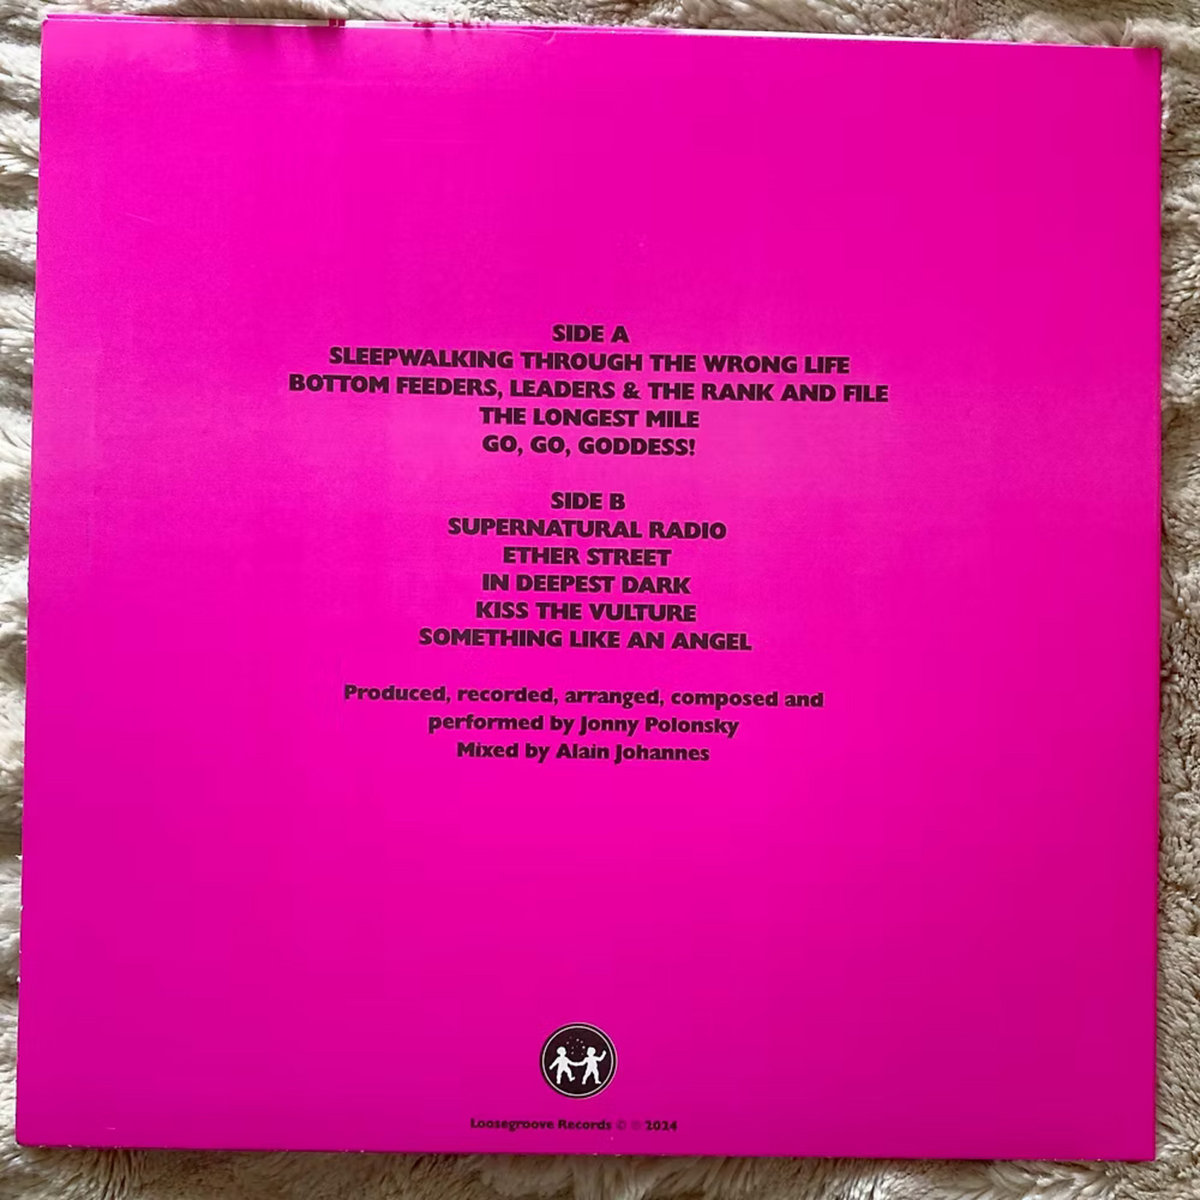 SIDE A
SLEEPWALKING THROUGH THE WRONG LIFE
BOTTOM FEEDERS, LEADERS & THE RANK AND FILE
THE LONGEST MILE
GO, GO, GODDESS!
SIDE B
SUPERNATURAL RADIO
ETHER STREET
IN DEEPEST DARK
KISS THE VULTURE
SOMETHING LIKE AN ANGEL
Produced, recorded, arranged, composed and
performed by Jonny Polonsky
Mixed by Alain Johannes
Loosegroove Records © ℗ 2024